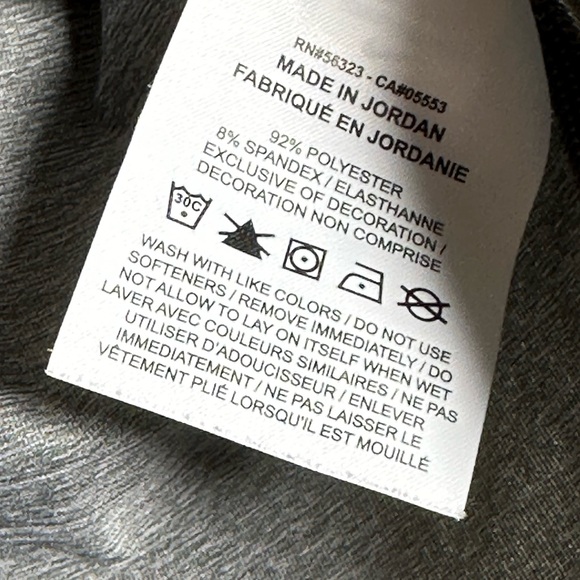 RN#56323 - CA#05553
MADE IN JORDAN
FABRIQUÉ EN JORDANIE
92% POLYESTER
8% SPANDEX / ELASTHANNE
EXCLUSIVE OF DECORATION /
DECORATION NON COMPRISE
30C
WASH WITH LIKE COLORS / DO NOT USE
SOFTENERS / REMOVE IMMEDIATELY / DO
NOT ALLOW TO LAY ON ITSELF WHEN WET
LAVER AVEC COULEURS SIMILAIRES / NE PAS
UTILISER D'ADOUCISSEUR / ENLEVER
IMMEDIATEMENT / NE PAS LAISSER LE
VÊTEMENT PLIÉ LORSQU'IL EST MOUILLÉ